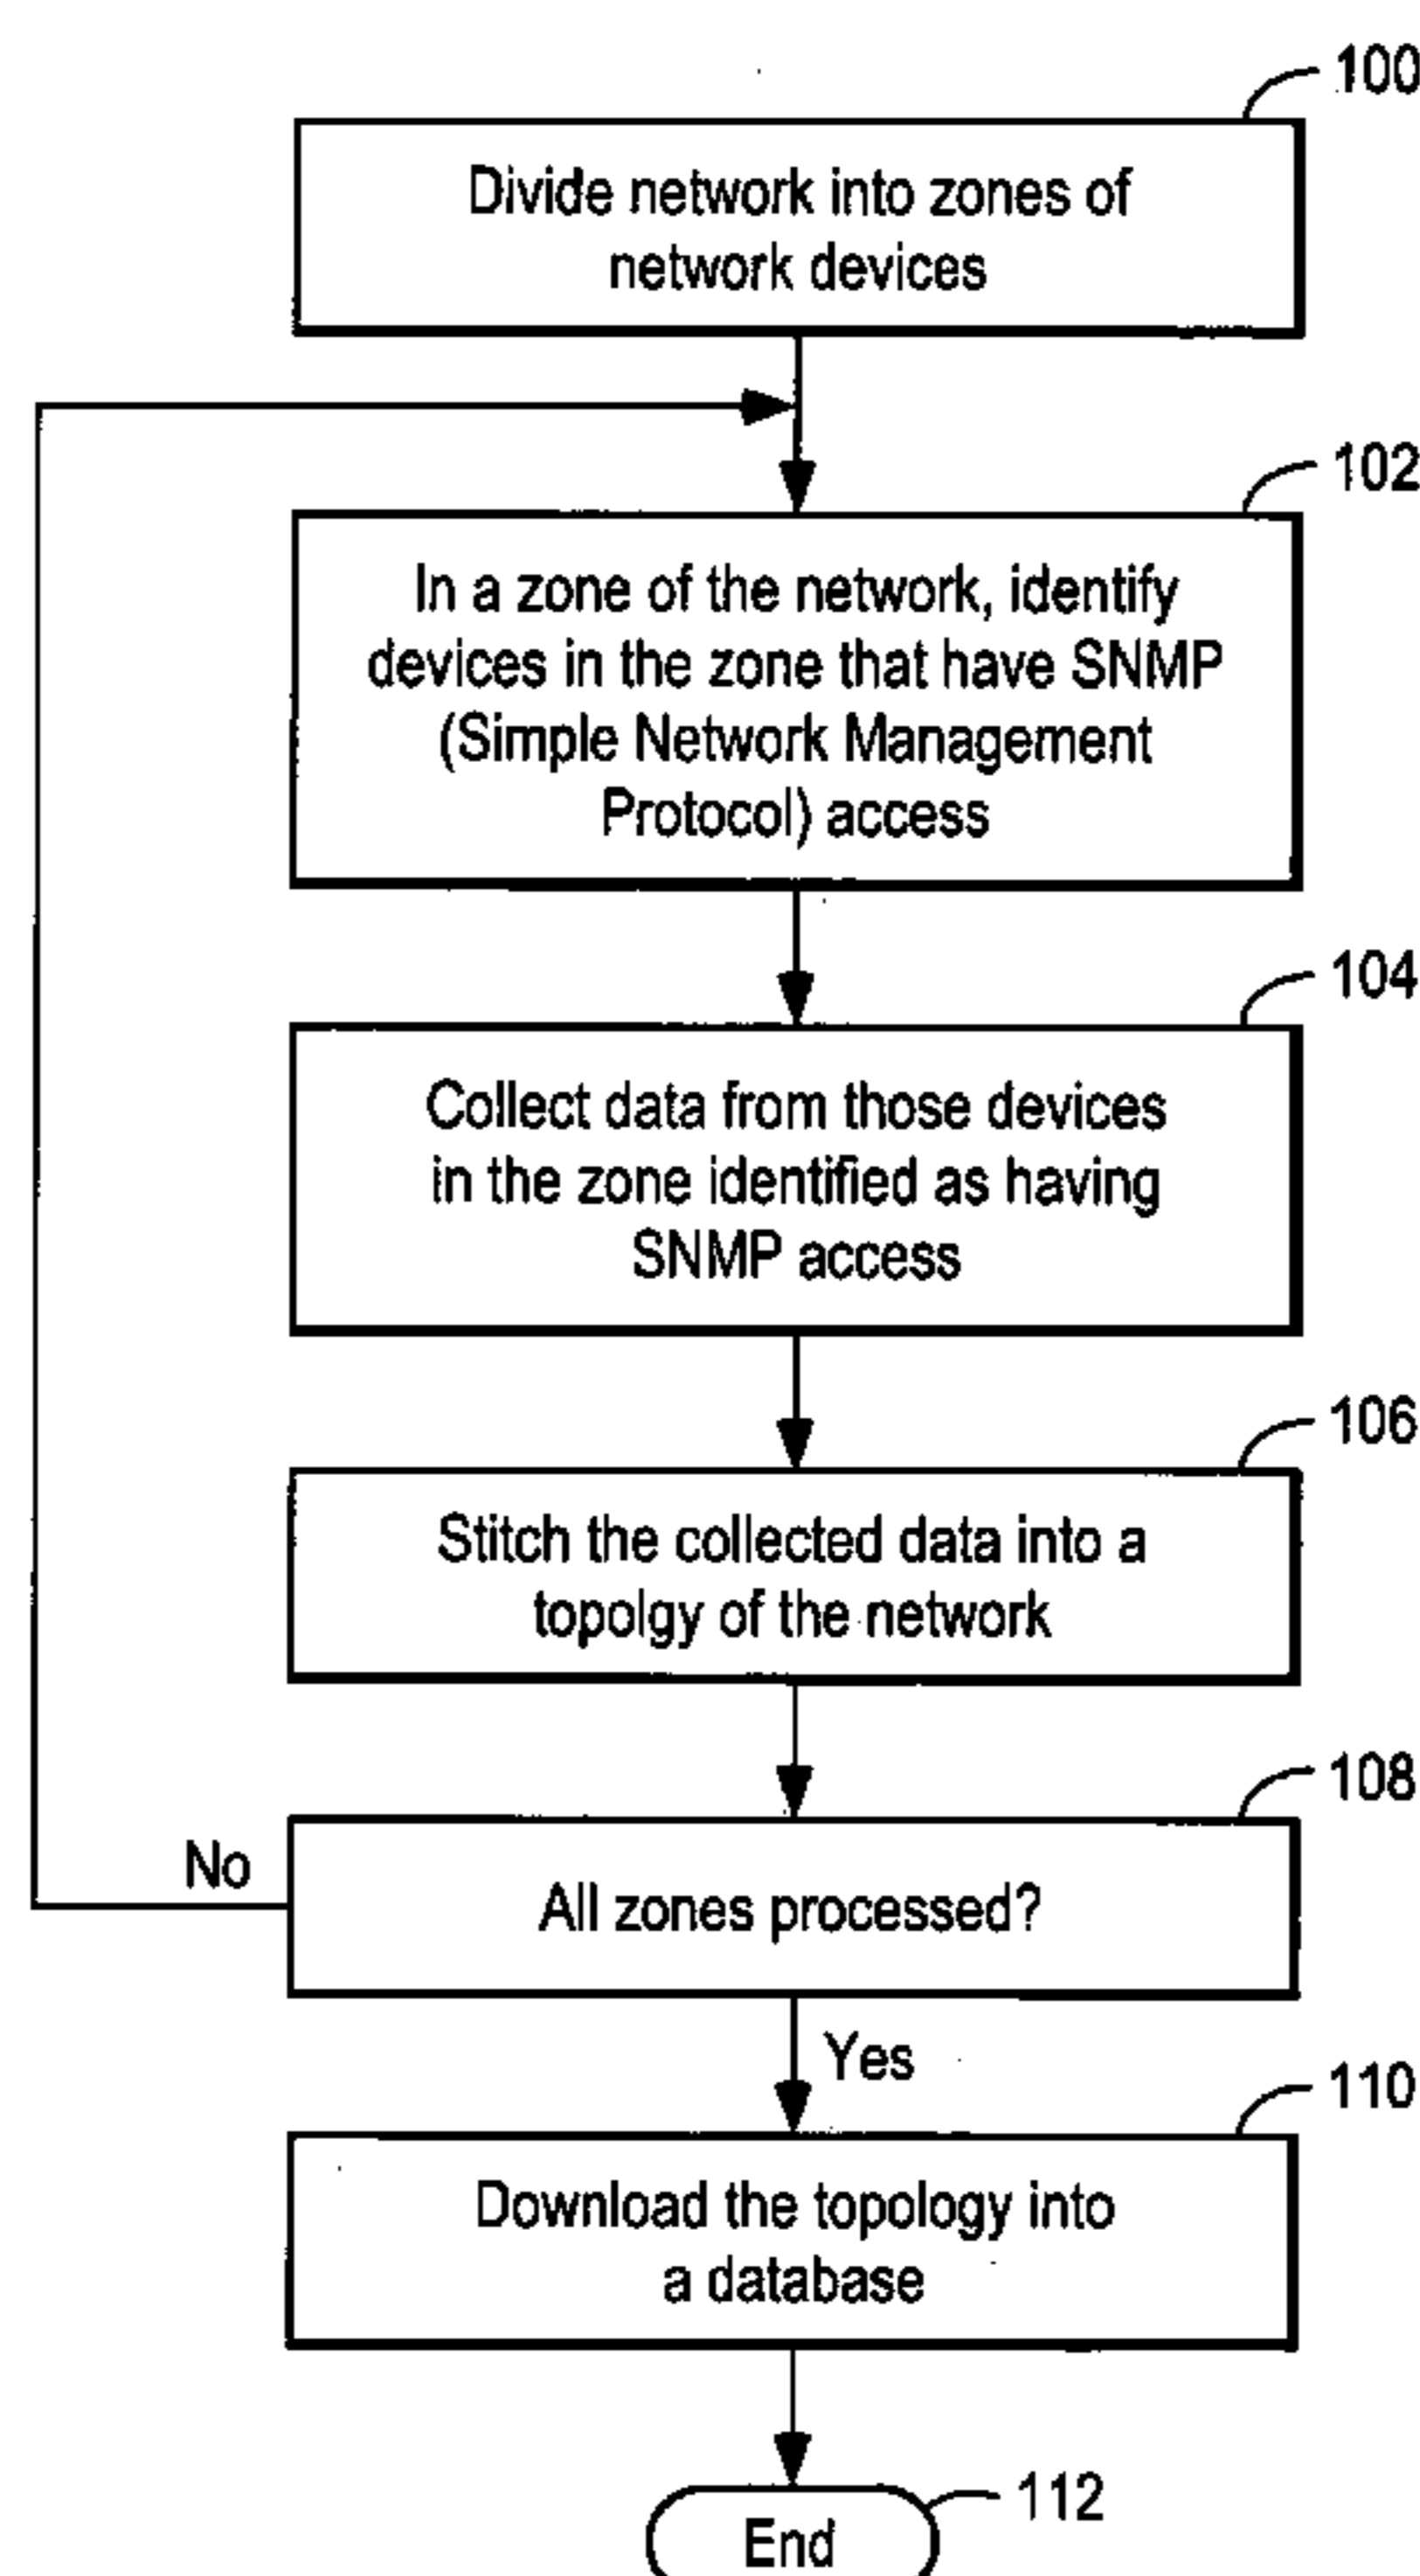 100
Divide network into zones of
network devices
102
In a zone of the network, identify
devices in the zone that have SNMP
(Simple Network Management
Protocol) access
104
Collect data from those devices
in the zone identified as having
SNMP access
106
Stitch the collected data into a
topolgy of the network
108
No
All zones processed?
Yes
110
Download the topology into
a database
112
End